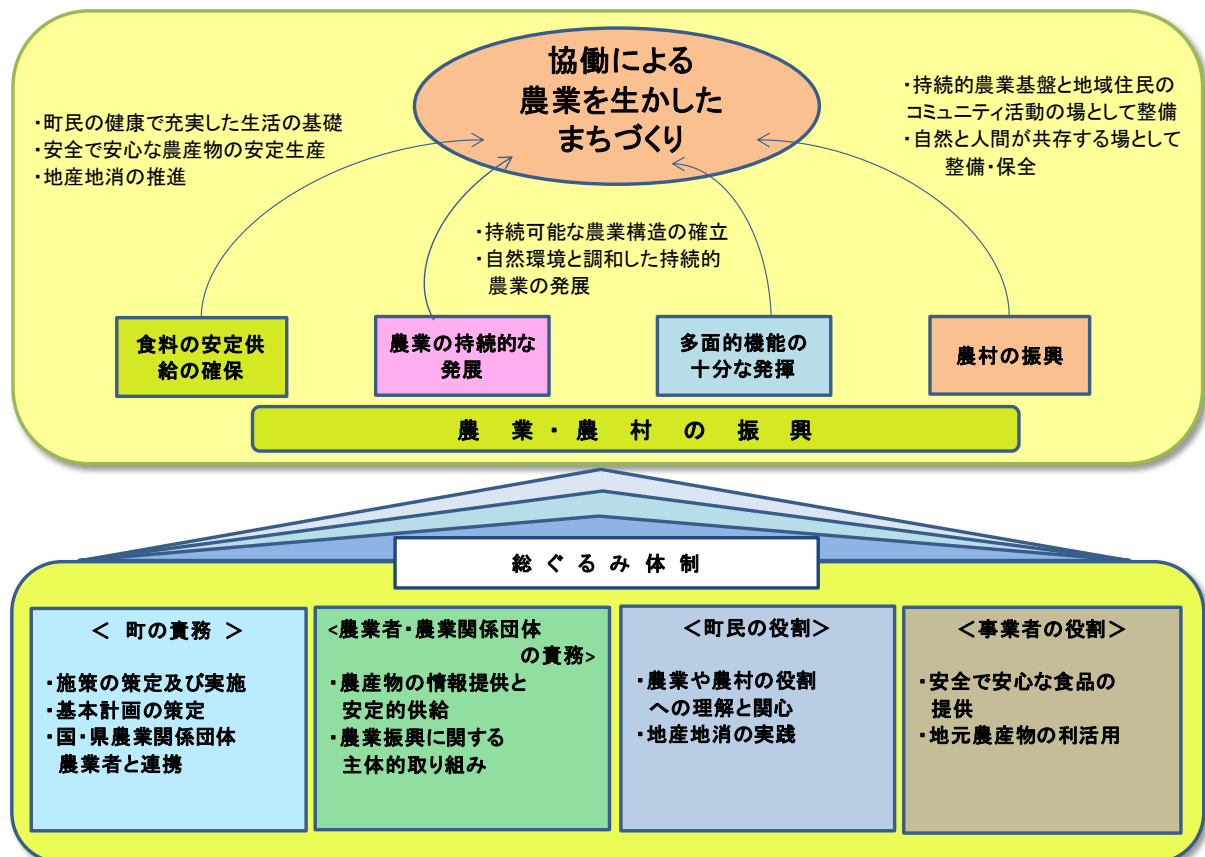 協働による
農業を生かした
まちづくり
・町民の健康で充実した生活の基礎
・安全で安心な農産物の安定生産
・地産地消の推進
・持続的農業基盤と地域住民の
コミュニティ活動の場として整備
・自然と人間が共存する場として
整備・保全
・持続可能な農業構造の確立
・自然環境と調和した持続的
農業の発展
食料の安定供
給の確保
農業の持続的な
発展
多面的機能の
十分な発揮
農村の振興
農業・農村の振興
総ぐるみ体制
＜ 町の責務 ＞
・施策の策定及び実施
・基本計画の策定
・国・県農業関係団体
農業者と連携
<農業者・農業関係団体
の責務>
・農産物の情報提供と
安定的供給
・農業振興に関する
主体的取り組み
＜町民の役割＞
・農業や農村の役割
への理解と関心
・地産地消の実践
＜事業者の役割＞
・安全で安心な食品の
提供
・地元農産物の利活用